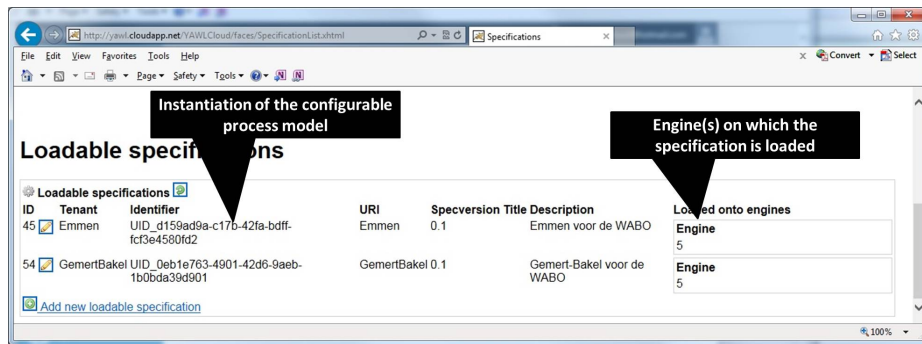 http://yawl.cloudapp.net/YAWLCloud/faces/SpecificationList.xhtml
Specifications
File Edit View Favorites Tools Help
Convert Select
Page Safety Tools
Instantiation of the configurable
process model
Engine(s) on which the
specification is loaded
Loadable specifi ons
Loadable specifications
ID Tenant Identifier URI Specversion Title Description Loaded onto engines
45 Emmen UID_d159ad9a-c17b-42fa-bdff-
fcf3e4580fd2 Emmen 0.1 Emmen voor de WABO Engine
5
54 GemertBakel UID_0eb1e763-4901-42d6-9aeb-
1b0bda39d901 GemertBakel 0.1 Gemert-Bakel voor de
WABO Engine
5
Add new loadable specification
100%